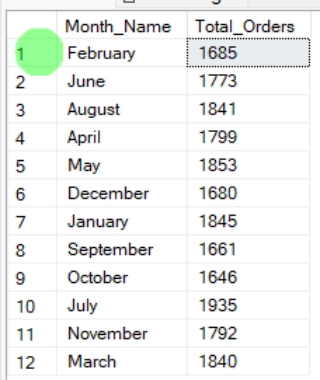 Month_Name Total_Orders
1 February 1685
2 June 1773
3 August 1841
4 April 1799
5 May 1853
6 December 1680
7 January 1845
8 September 1661
9 October 1646
10 July 1935
11 November 1792
12 March 1840